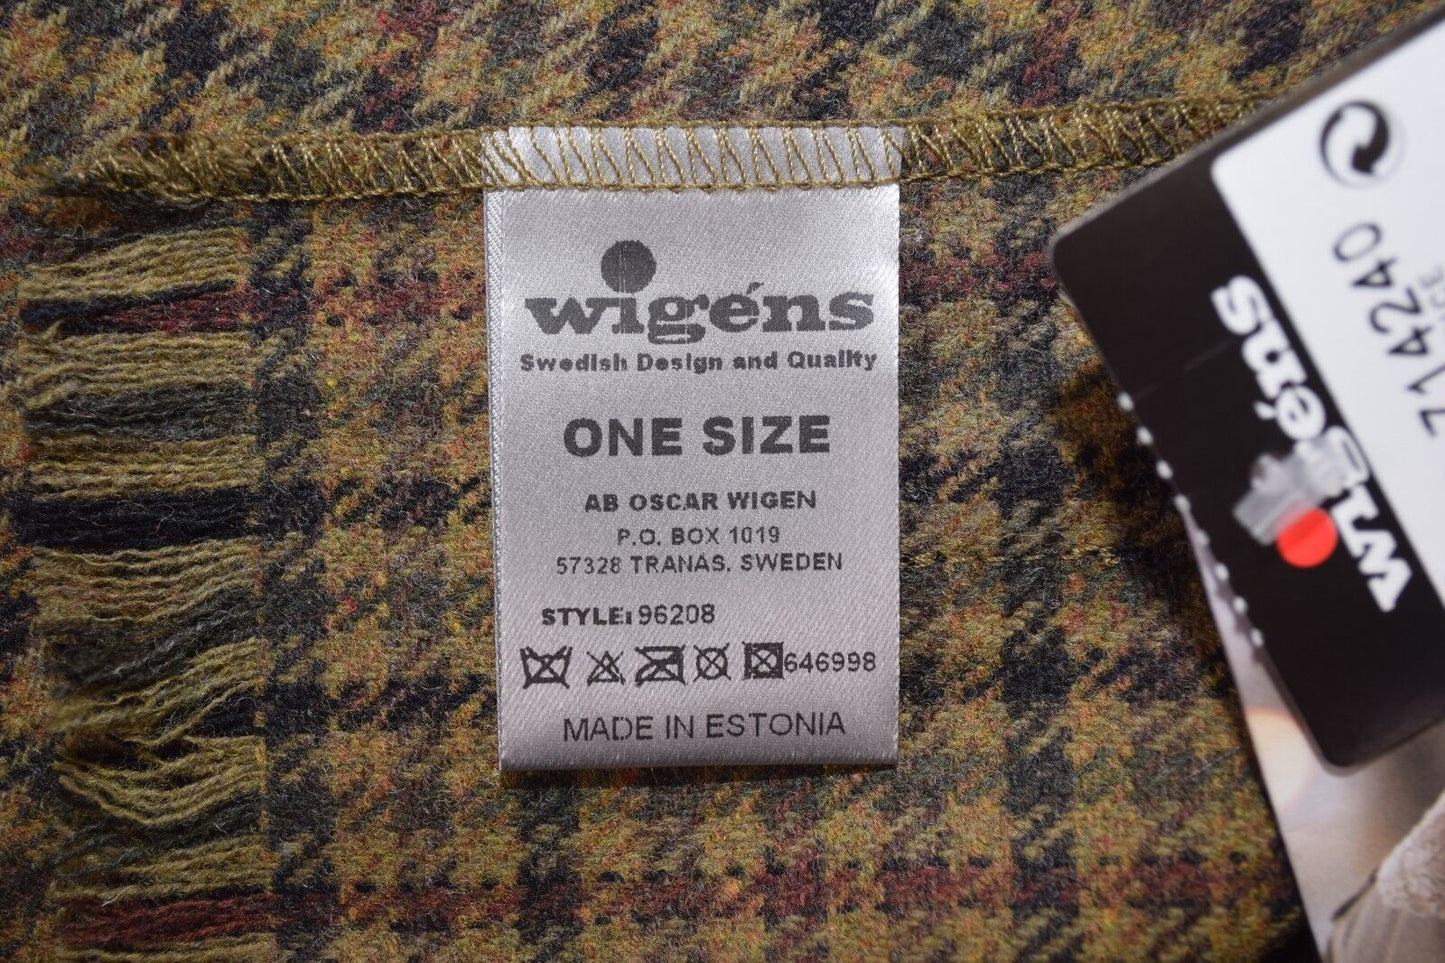 wigéns
Swedish Design and Quality
ONE SIZE
AB OSCAR WIGEN
P.O. BOX 1019
57328 TRANAS, SWEDEN
STYLE: 96208
646998
MADE IN ESTONIA
714240
wigéns